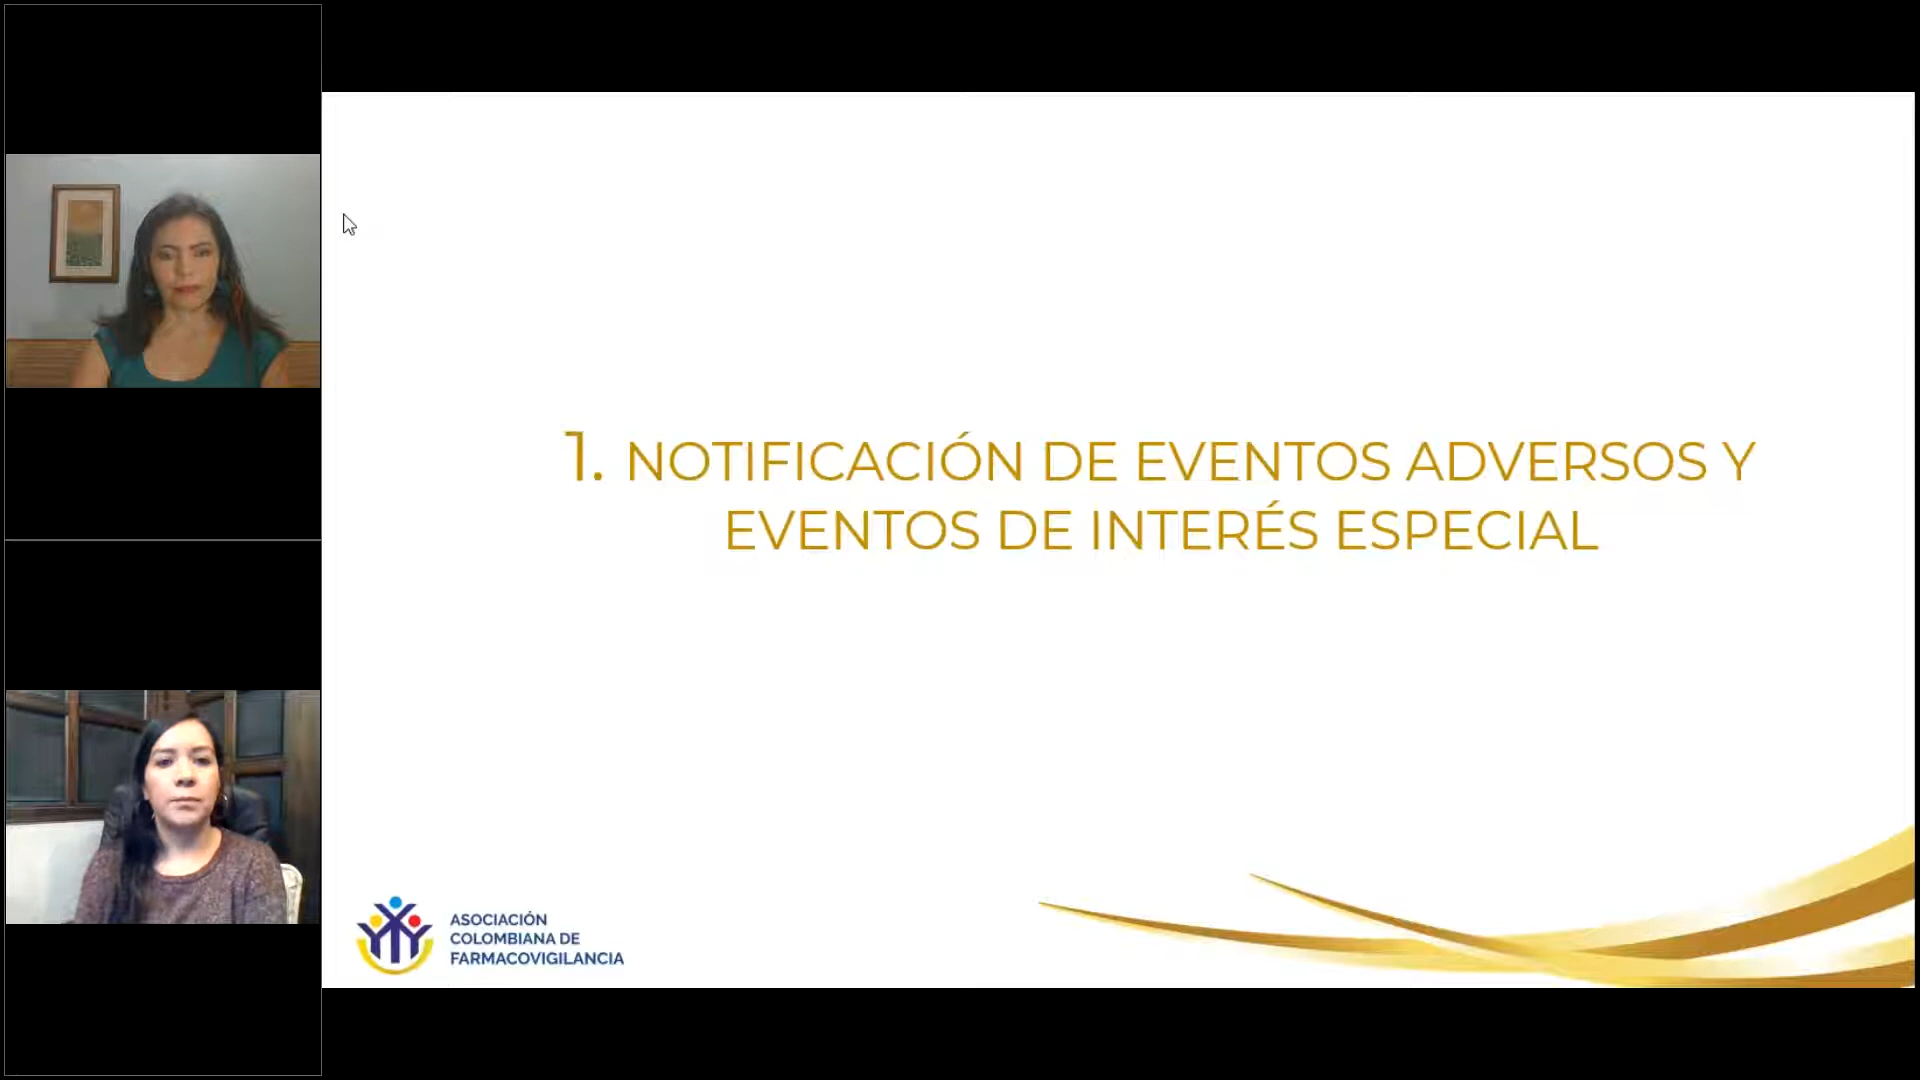 1. NOTIFICACIÓN DE EVENTOS ADVERSOS Y
EVENTOS DE INTERÉS ESPECIAL
ASOCIACIÓN
COLOMBIANA DE
FARMACOVIGILANCIA